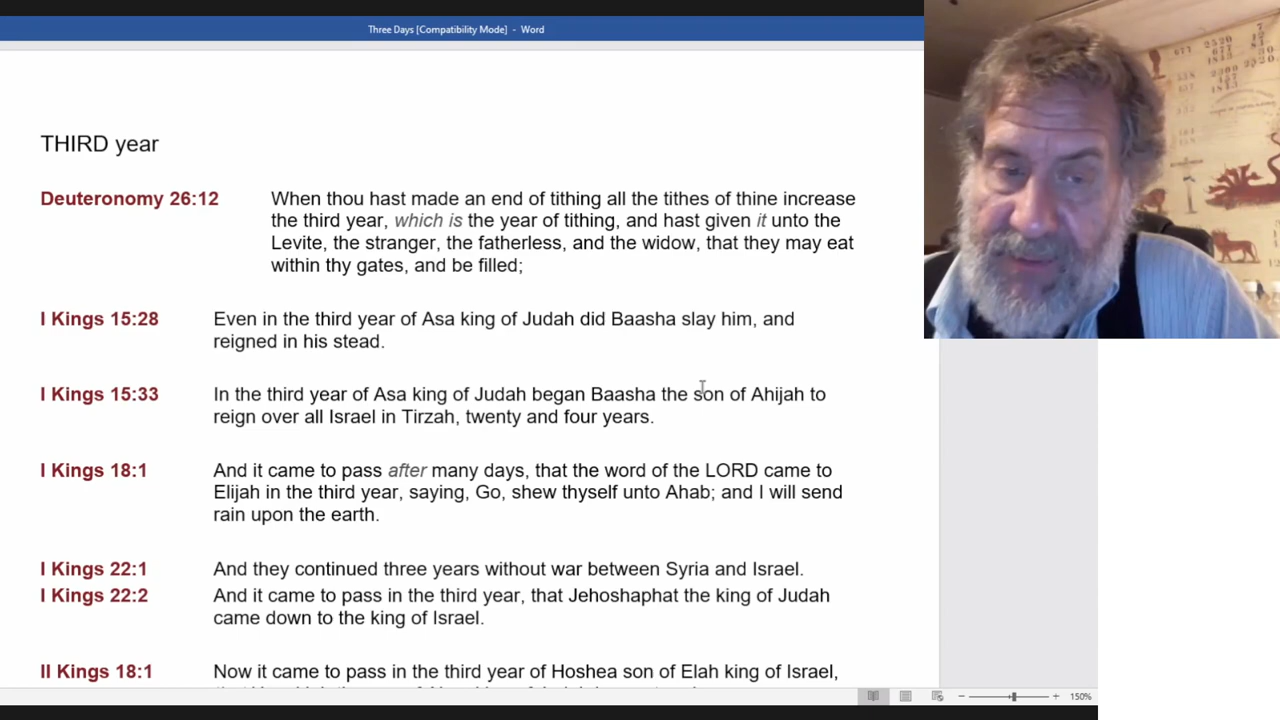 Three Days [Compatibility Mode] - Word
THIRD year
Deuteronomy 26:12 When thou hast made an end of tithing all the tithes of thine increase
the third year, which is the year of tithing, and hast given it unto the
Levite, the stranger, the fatherless, and the widow, that they may eat
within thy gates, and be filled;
I Kings 15:28 Even in the third year of Asa king of Judah did Baasha slay him, and
reigned in his stead.
I Kings 15:33 In the third year of Asa king of Judah began Baasha the son of Ahijah to
reign over all Israel in Tirzah, twenty and four years.
I Kings 18:1 And it came to pass after many days, that the word of the LORD came to
Elijah in the third year, saying, Go, shew thyself unto Ahab; and I will send
rain upon the earth.
I Kings 22:1 And they continued three years without war between Syria and Israel.
I Kings 22:2 And it came to pass in the third year, that Jehoshaphat the king of Judah
came down to the king of Israel.
II Kings 18:1 Now it came to pass in the third year of Hoshea son of Elah king of Israel,
150%
677 2520
677
2520
1843